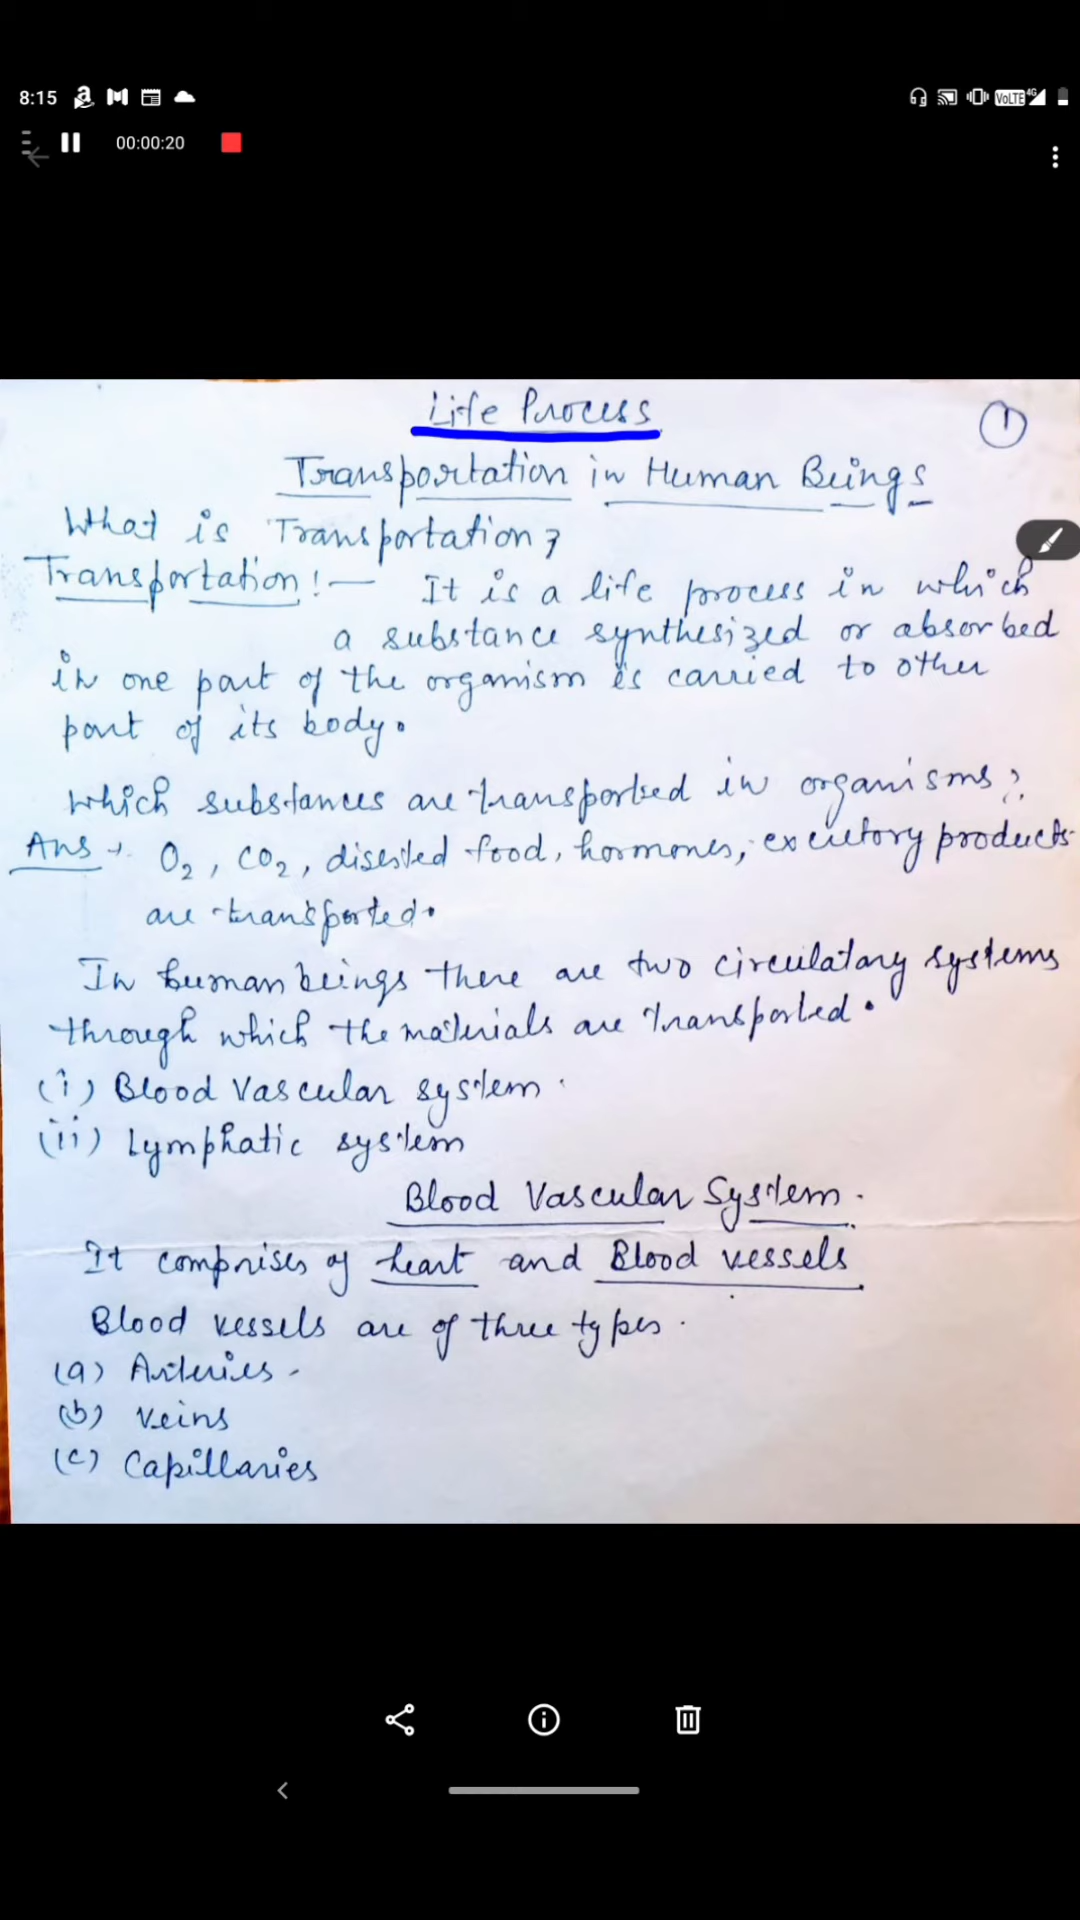 8:15
VoLTE 4G
00:00:20
Life Process
1
Transportation in Human Beings
What is Transportation?
Transportation!— It is a life process in which
a substance synthesized or absorbed
in one part of the organism is carried to other
part of its body.
Which substances are transported in organisms?
Ans → O₂, CO₂, digested food, hormones, excretory products
are transported.
In human beings there are two circulatory systems
through which the materials are transported.
(i) Blood Vascular system.
(ii) Lymphatic system
Blood Vascular System.
It comprises of heart and Blood vessels
Blood vessels are of three types.
(a) Arteries -
(b) Veins
(c) Capillaries